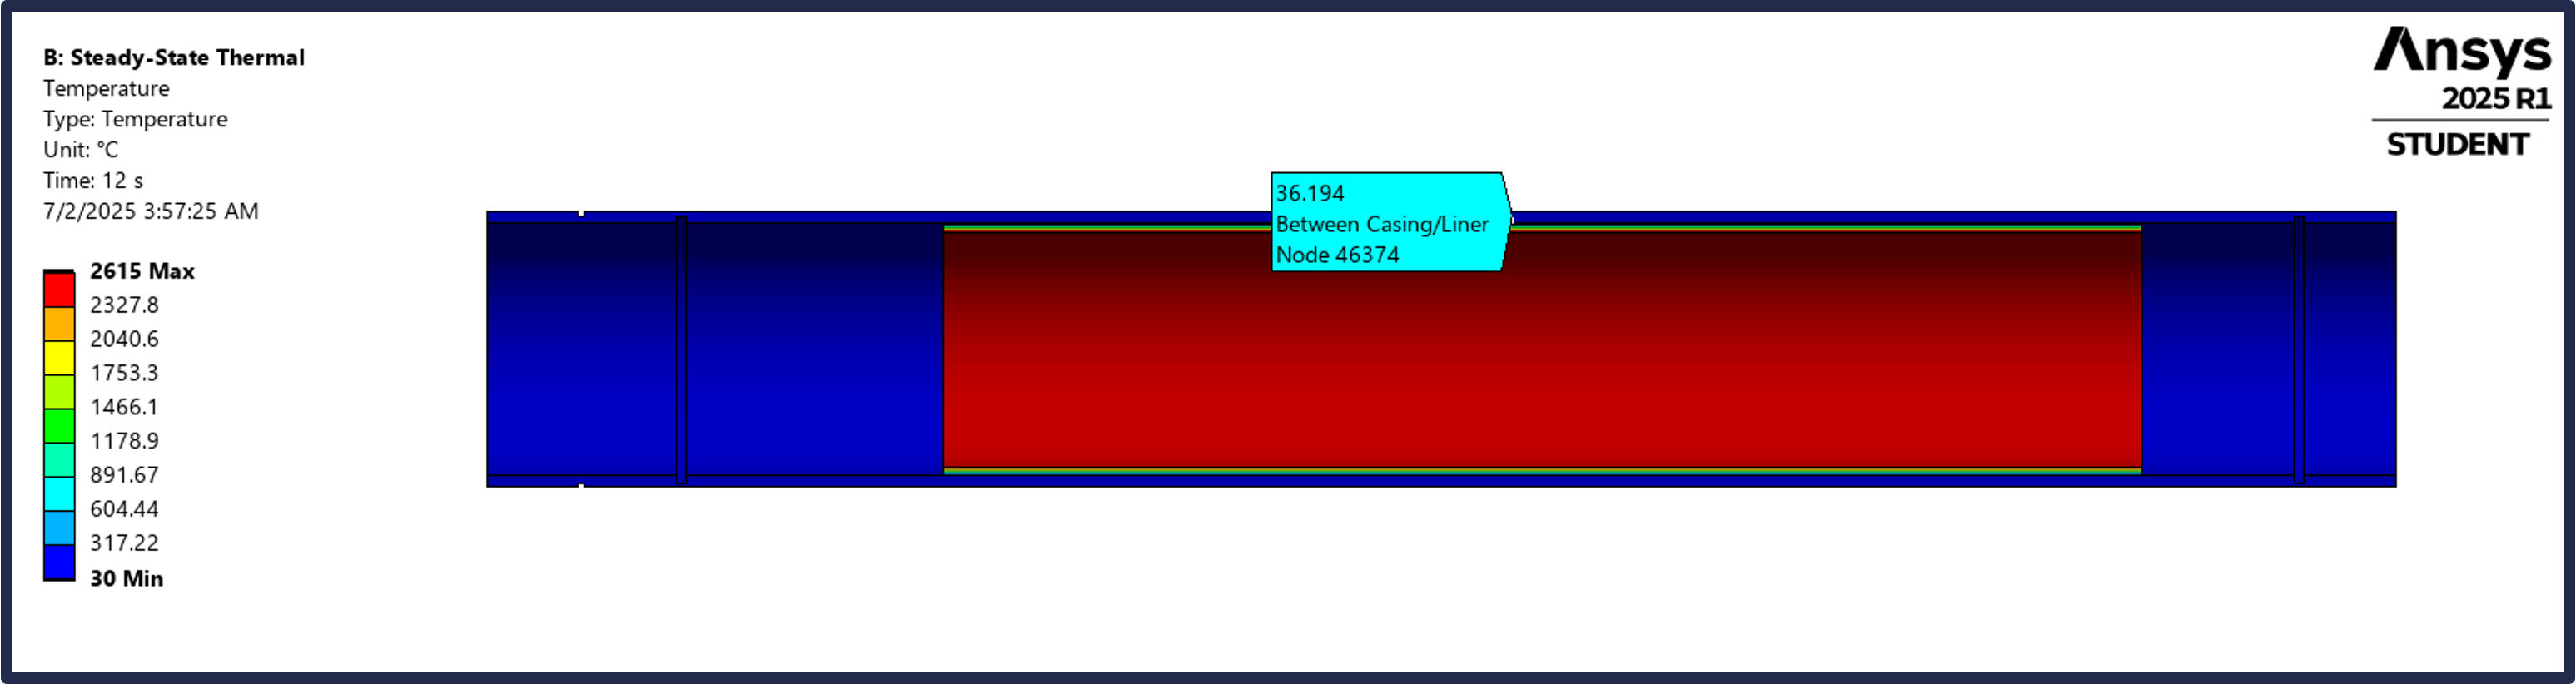 B: Steady-State Thermal
Temperature
Type: Temperature
Unit: °C
Time: 12 s
7/2/2025 3:57:25 AM
2615 Max
2327.8
2040.6
1753.3
1466.1
1178.9
891.67
604.44
317.22
30 Min
36.194
Between Casing/Liner
Node 46374
Ansys
2025 R1
STUDENT